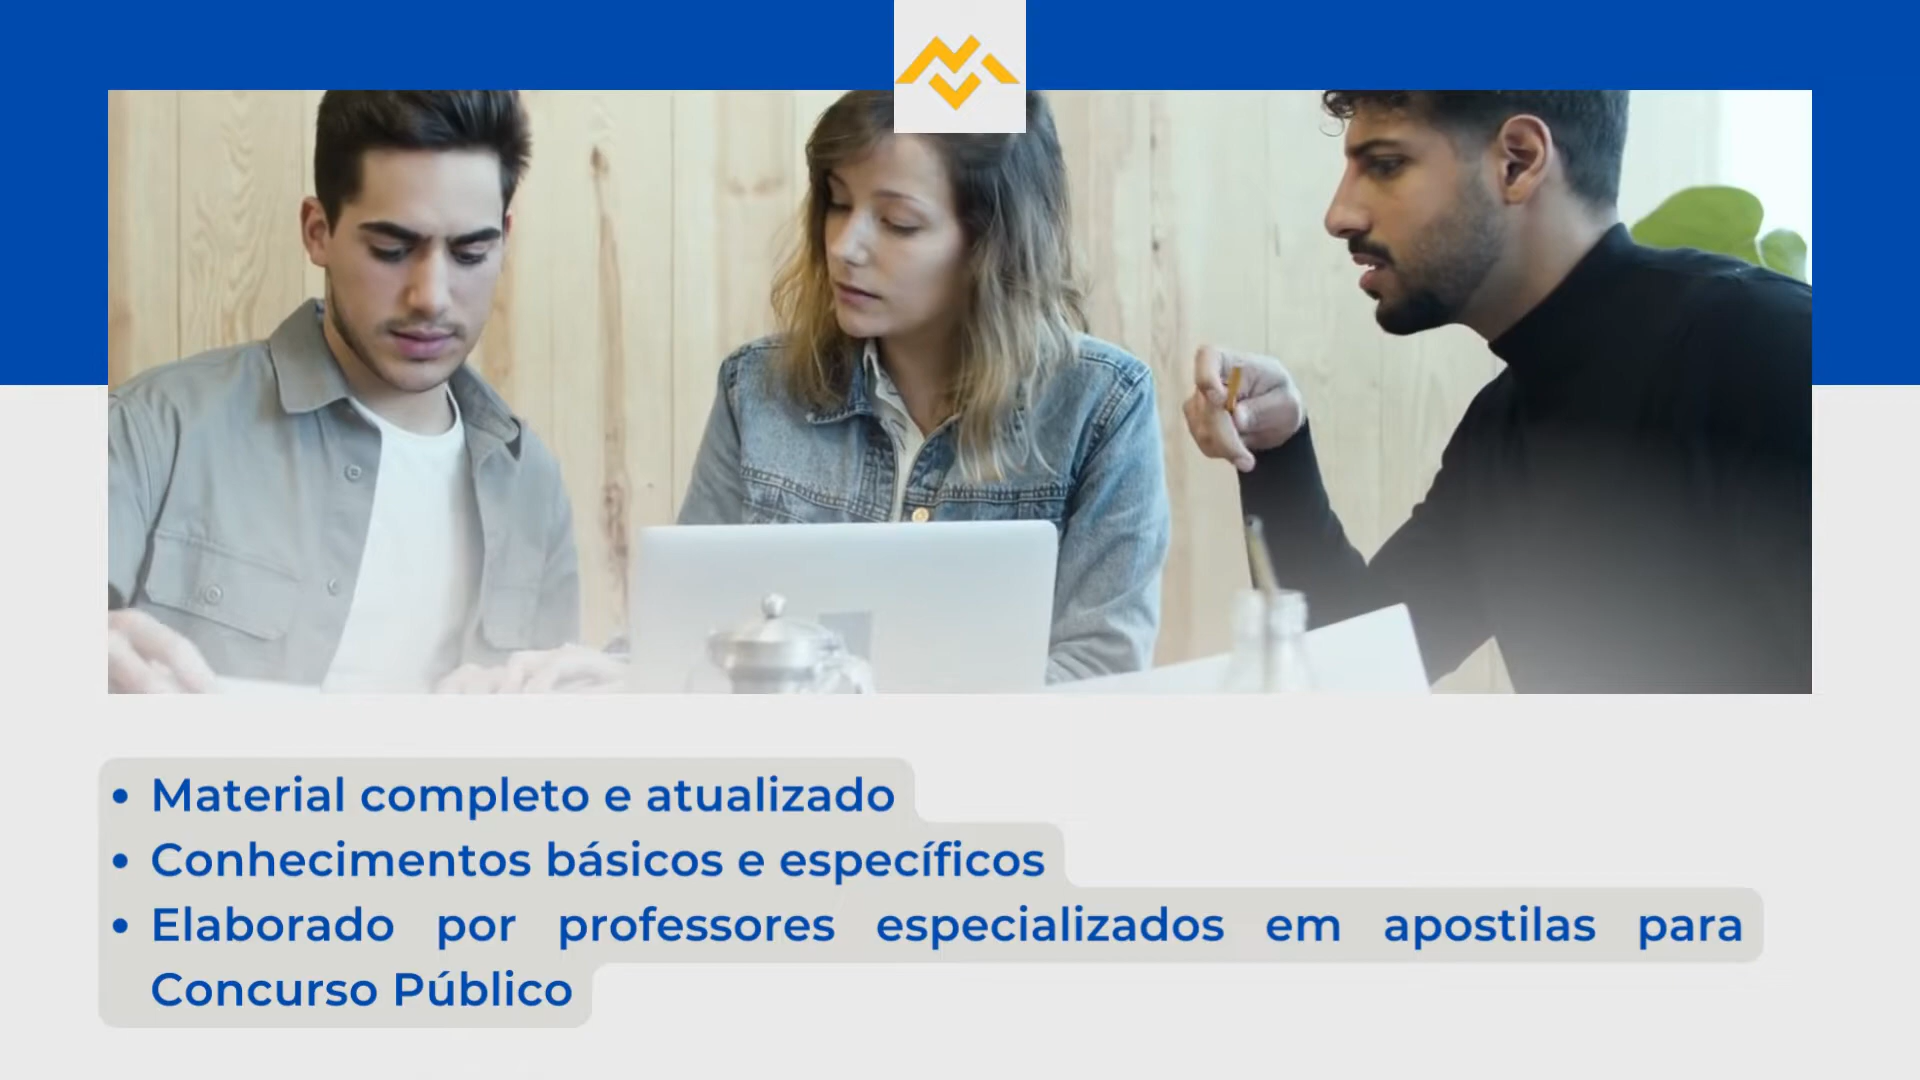 • Material completo e atualizado
• Conhecimentos básicos e específicos
• Elaborado por professores especializados em apostilas para
Concurso Público